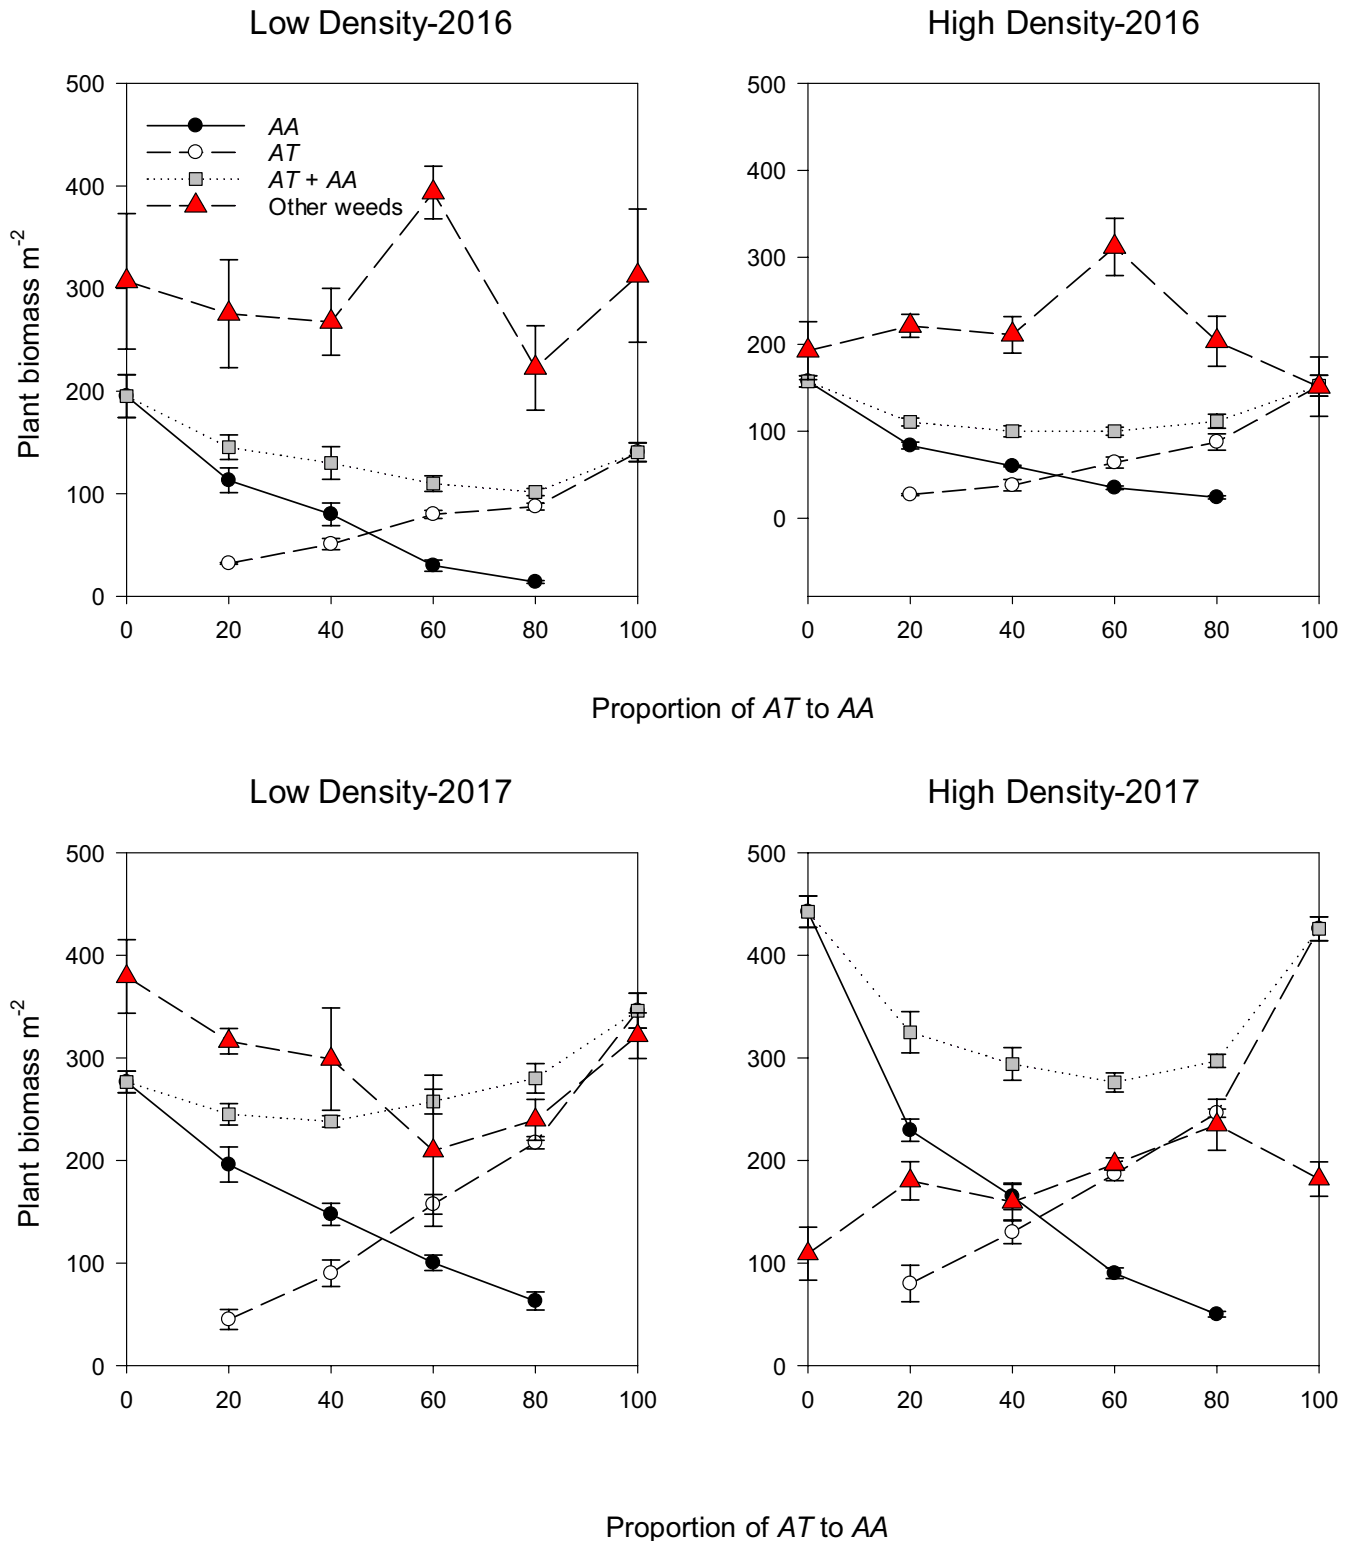 Low Density-2016
High Density-2016
500
400
300
200
100
0
Plant biomass m-2
AA
AT
AT + AA
Other weeds
0 20 40 60 80 100
500
400
300
200
100
0
0 20 40 60 80 100
Proportion of AT to AA
Low Density-2017
High Density-2017
500
400
300
200
100
0
Plant biomass m-2
0 20 40 60 80 100
500
400
300
200
100
0
0 20 40 60 80 100
Proportion of AT to AA